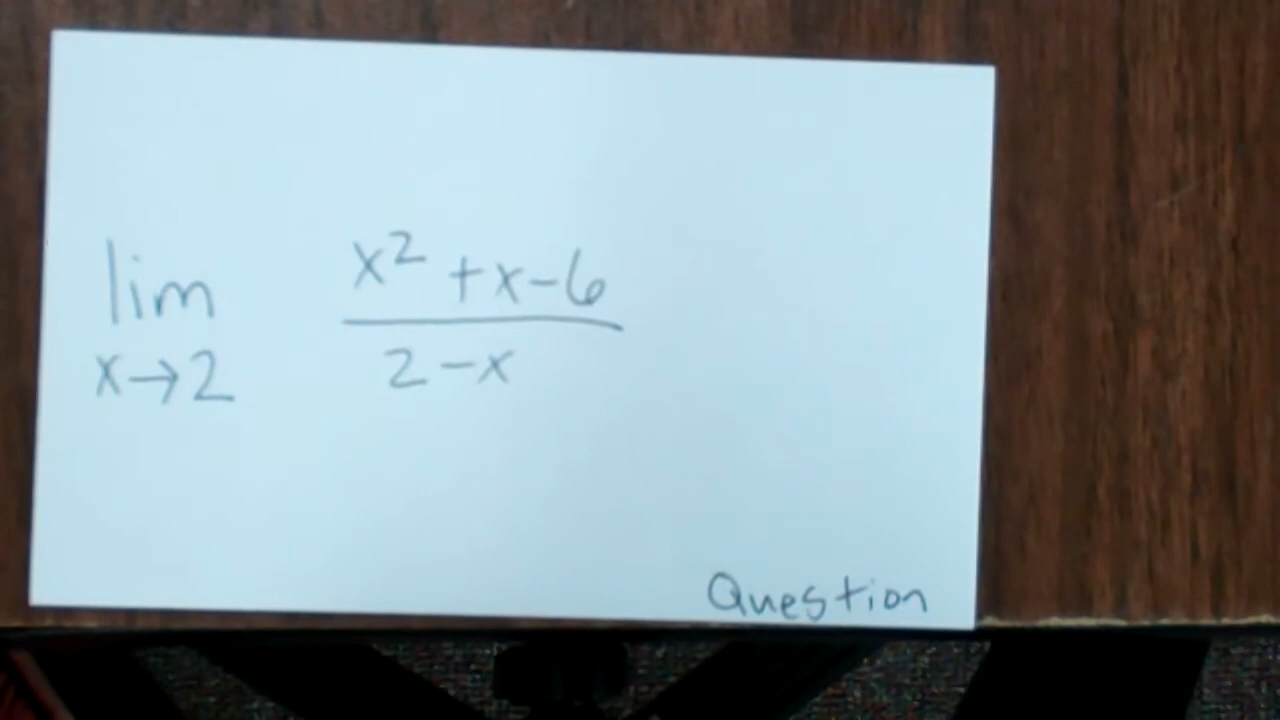 lim x² + x - 6
x→2 2 - x
Question